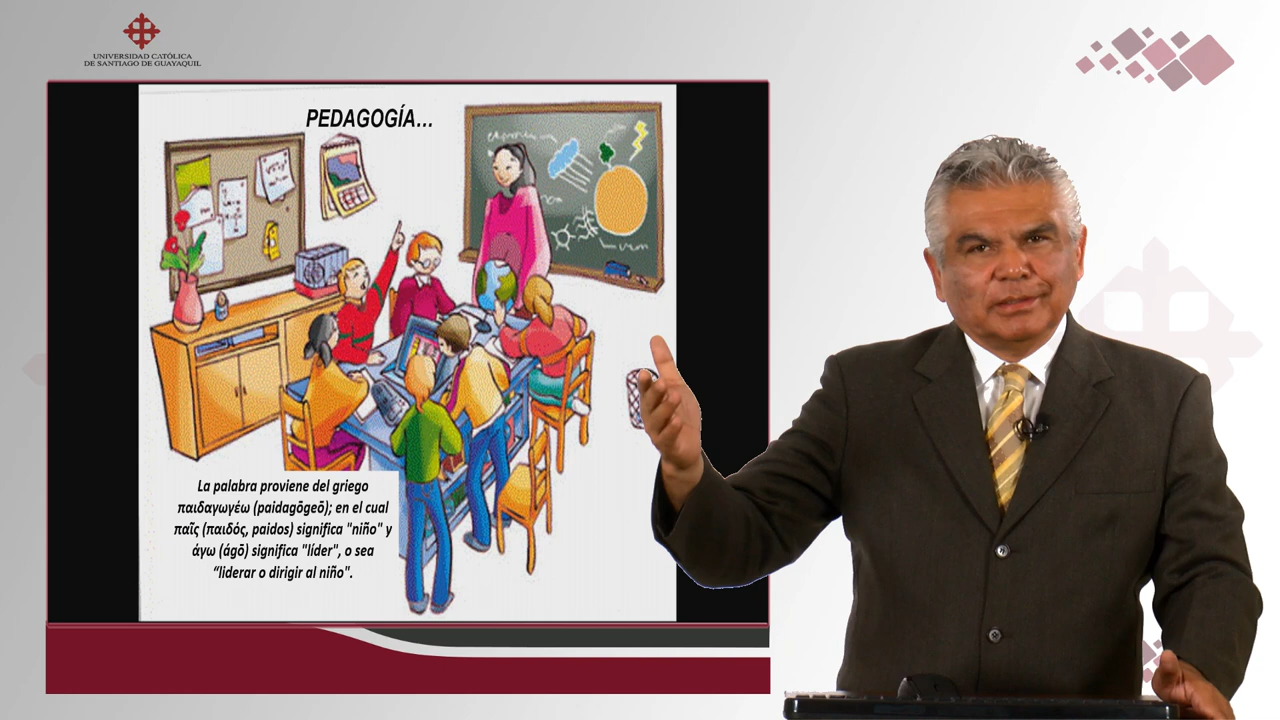 UNIVERSIDAD CATÓLICA
DE SANTIAGO DE GUAYAQUIL
PEDAGOGÍA...
La palabra proviene del griego
παιδαγωγέω (paidagōgeō); en el cual
παῖς (παιδός, paidos) significa "niño" y
άγω (ágō) significa "líder", o sea
“liderar o dirigir al niño".